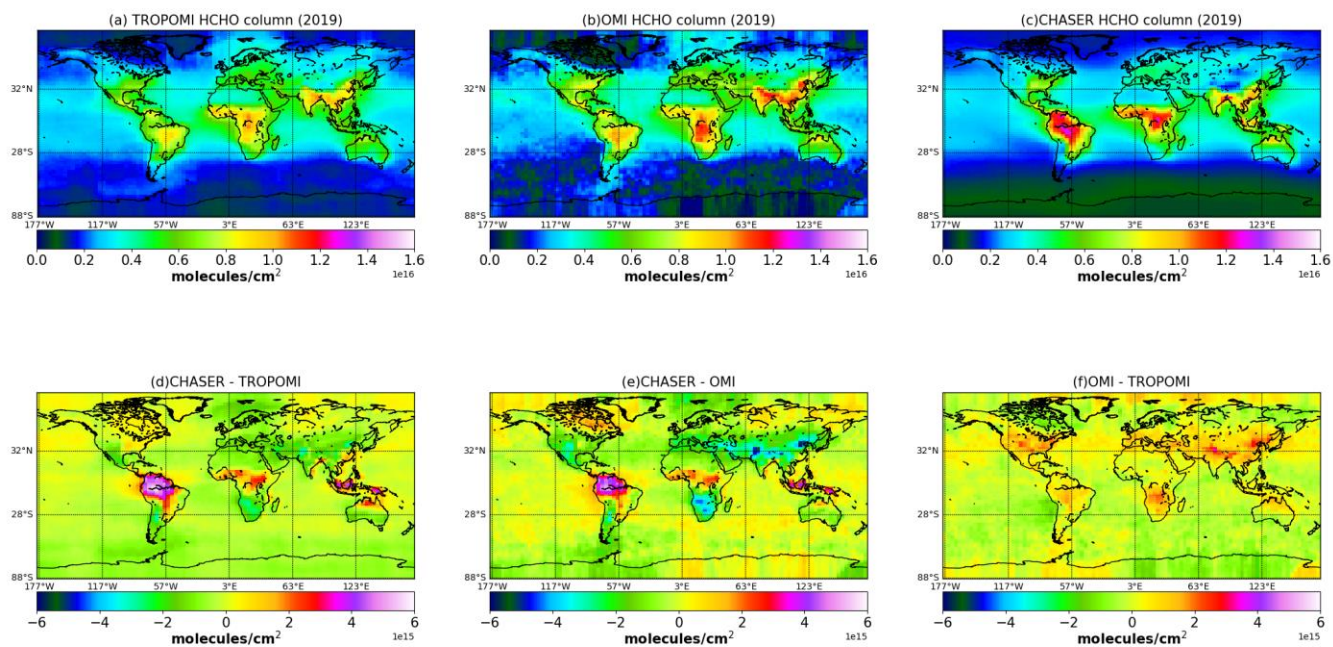 (a) TROPOMI HCHO column (2019)
(b)OMI HCHO column (2019)
(c)CHASER HCHO column (2019)
32°N
28°S
88°S
177°W 117°W 57°W 3°E 63°E 123°E
0.0 0.2 0.4 0.6 0.8 1.0 1.2 1.4 1.6
1e16
molecules/cm²
32°N
28°S
88°S
177°W 117°W 57°W 3°E 63°E 123°E
0.0 0.2 0.4 0.6 0.8 1.0 1.2 1.4 1.6
1e16
molecules/cm²
32°N
28°S
88°S
177°W 117°W 57°W 3°E 63°E 123°E
0.0 0.2 0.4 0.6 0.8 1.0 1.2 1.4 1.6
1e16
molecules/cm²
(d)CHASER - TROPOMI
(e)CHASER - OMI
(f)OMI - TROPOMI
32°N
28°S
88°S
177°W 117°W 57°W 3°E 63°E 123°E
−6 −4 −2 0 2 4 6
1e15
molecules/cm²
32°N
28°S
88°S
177°W 117°W 57°W 3°E 63°E 123°E
−6 −4 −2 0 2 4 6
1e15
molecules/cm²
32°N
28°S
88°S
177°W 117°W 57°W 3°E 63°E 123°E
−6 −4 −2 0 2 4 6
1e15
molecules/cm²